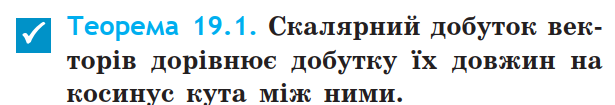 Теорема 19.1. Скалярний добуток век-
торів дорівнює добутку їх довжин на
косинус кута між ними.